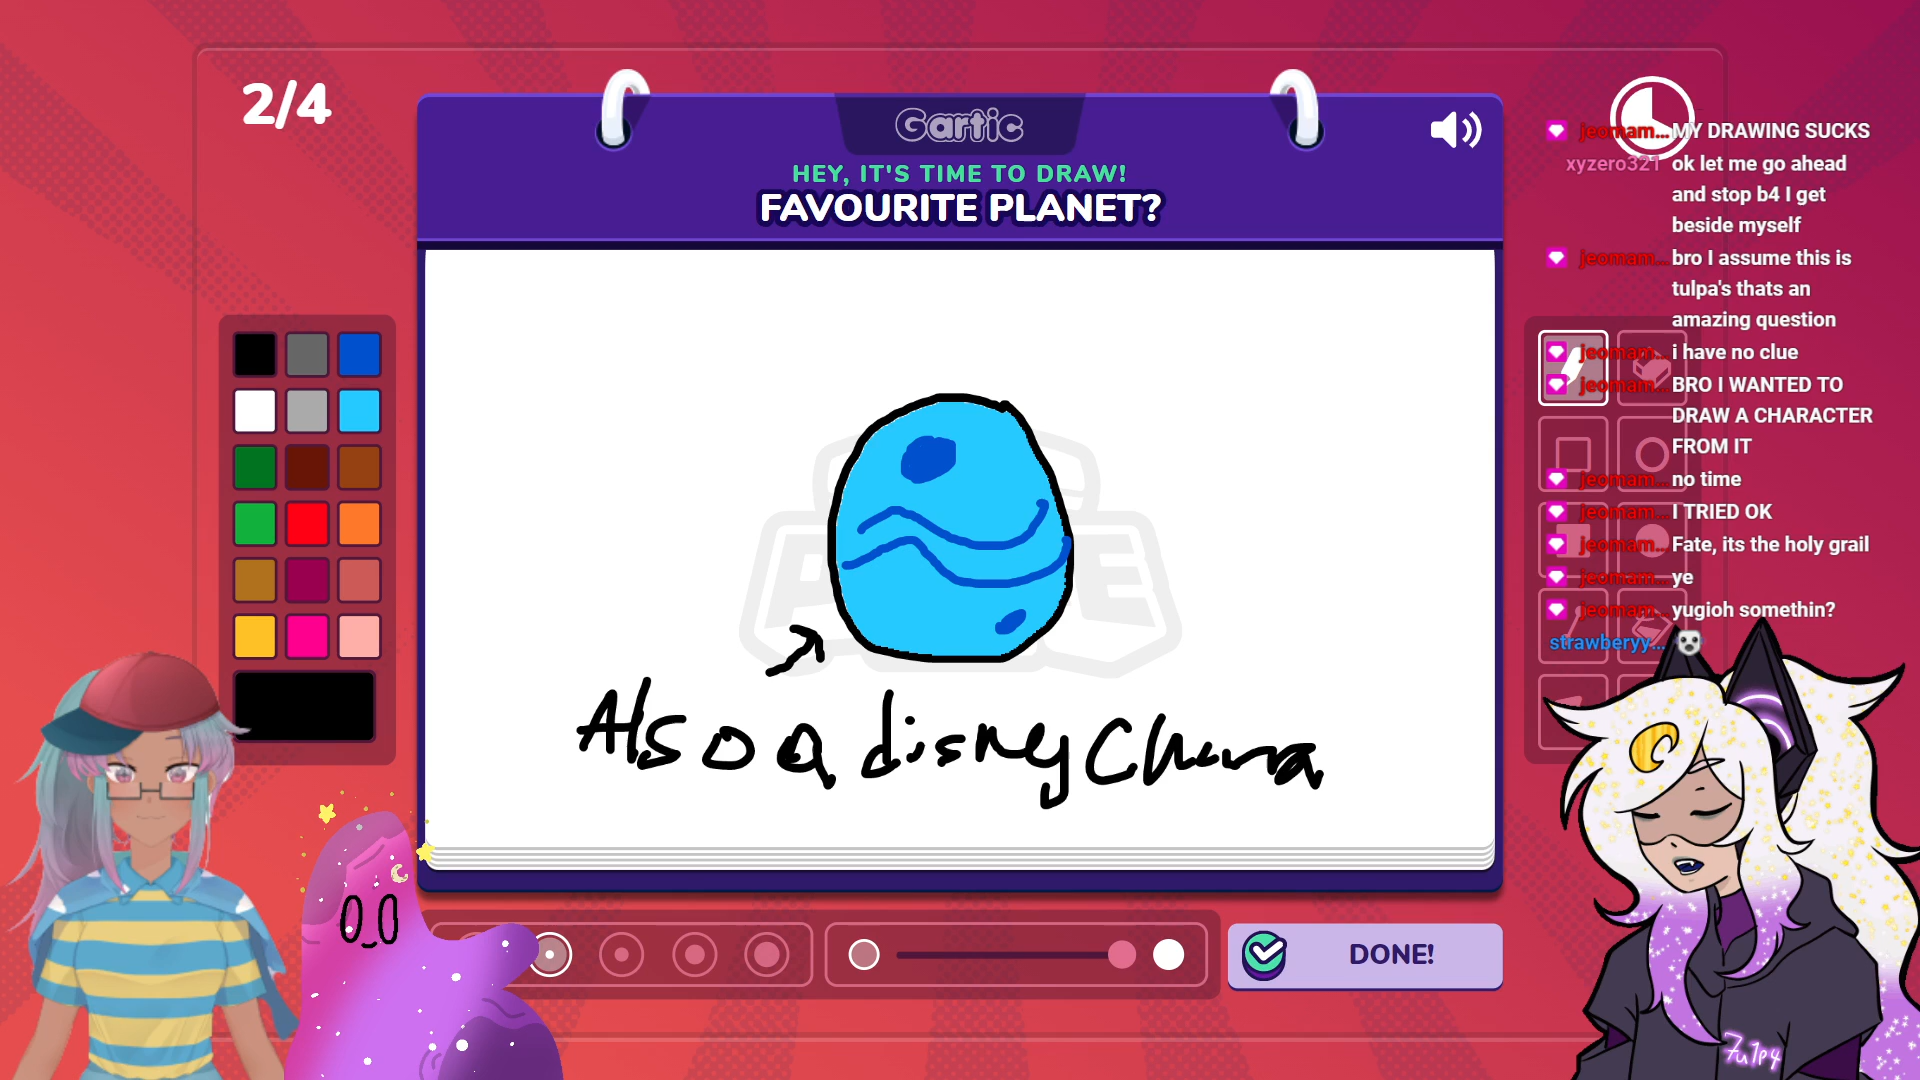 2/4
Gartic
HEY, IT'S TIME TO DRAW!
FAVOURITE PLANET?
Also a disney Chara
DONE!
jeomam... MY DRAWING SUCKS
xyzero321 ok let me go ahead
and stop b4 I get
beside myself
jeomam... bro I assume this is
tulpa's thats an
amazing question
jeomam... i have no clue
jeomam... BRO I WANTED TO
DRAW A CHARACTER
FROM IT
jeomam... no time
jeomam... I TRIED OK
jeomam... Fate, its the holy grail
jeomam... ye
jeomam... yugioh somethin?
strawberyy...